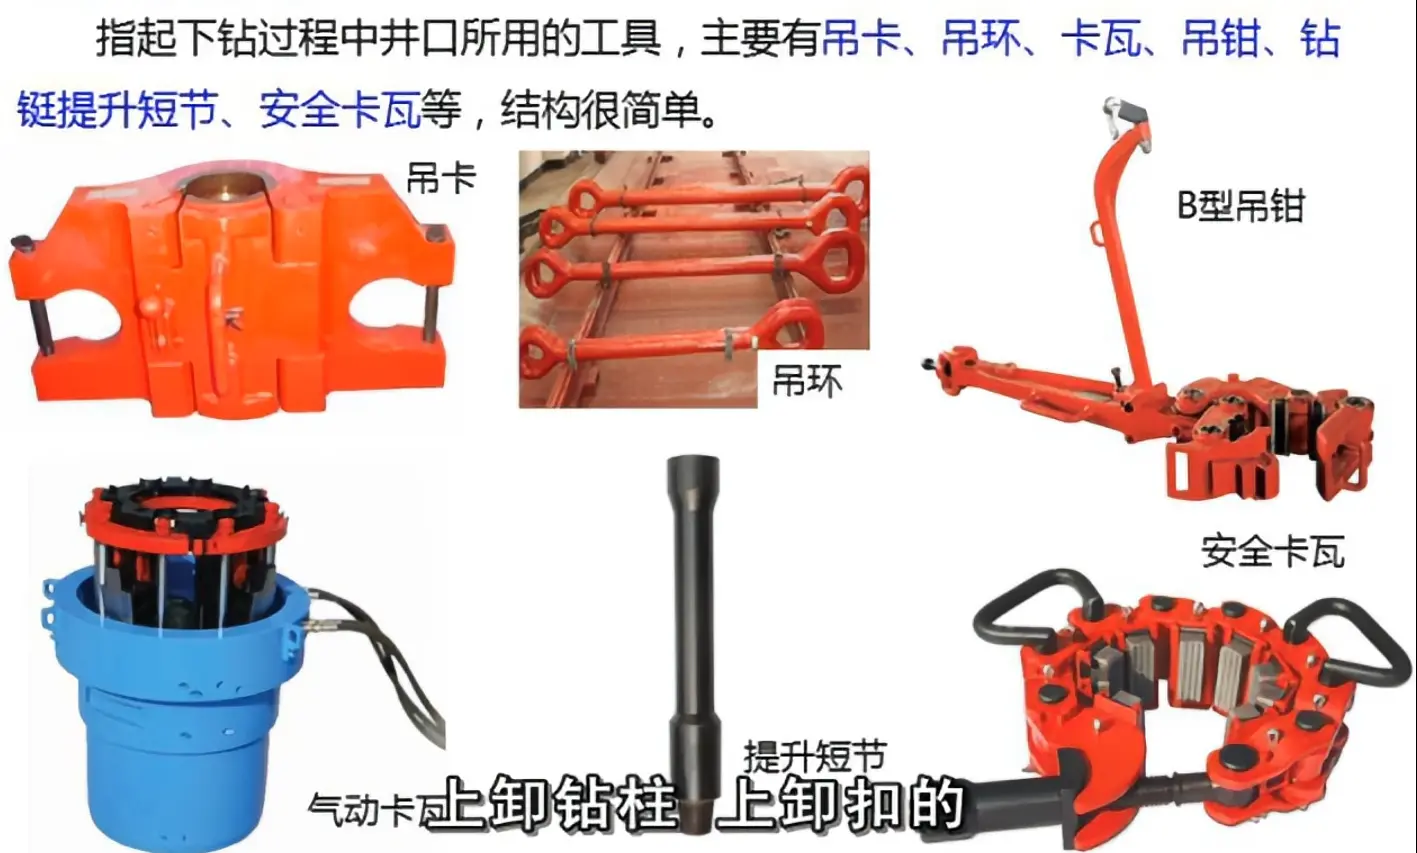 指起下钻过程中井口所用的工具，主要有吊卡、吊环、卡瓦、吊钳、钻
铤提升短节、安全卡瓦等，结构很简单。
吊卡
B型吊钳
吊环
安全卡瓦
提升短节
气动卡瓦
上卸钻柱 上卸扣的